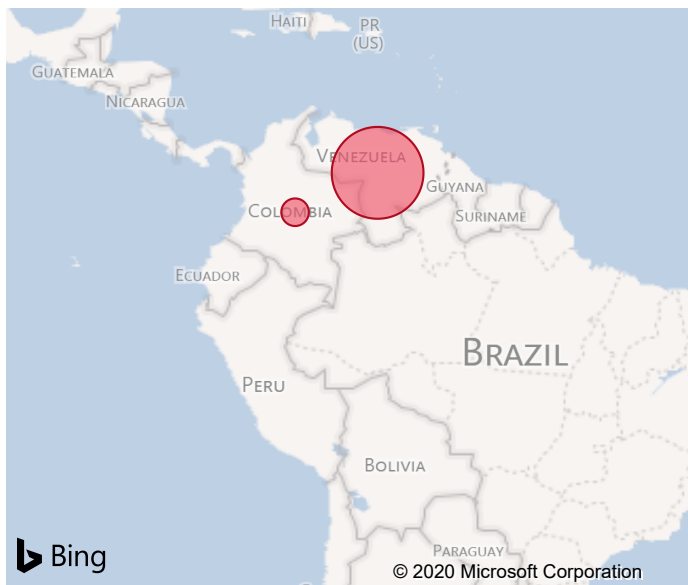 HAITI
PR
(US)
GUATEMALA
NICARAGUA
VENEZUELA
GUYANA
COLOMBIA
SURINAME
ECUADOR
BRAZIL
PERU
BOLIVIA
PARAGUAY
Bing
© 2020 Microsoft Corporation